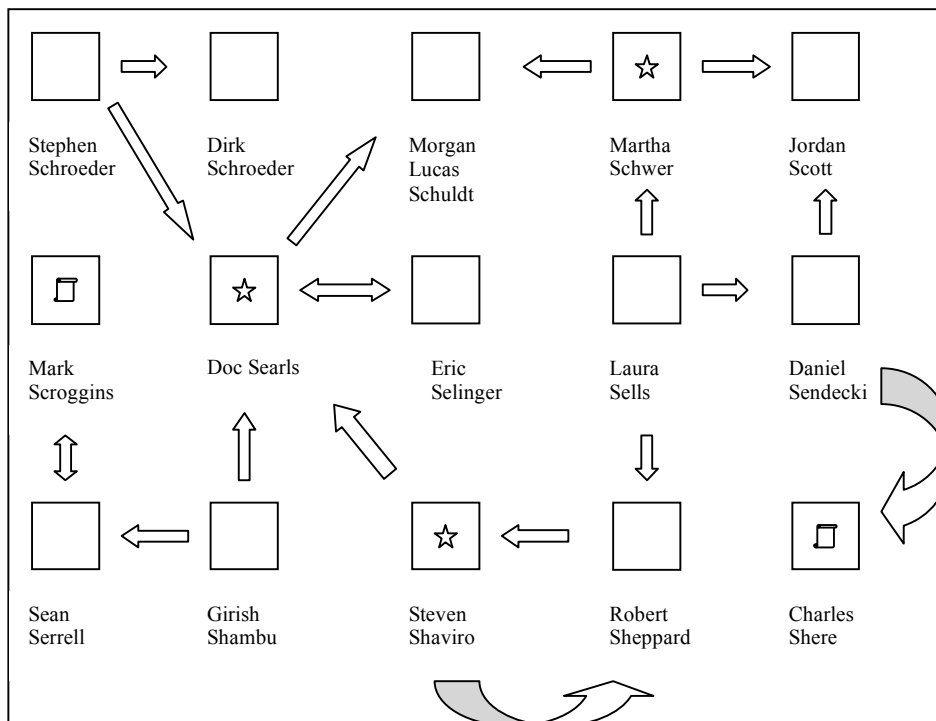 Stephen
Schroeder
Dirk
Schroeder
Morgan
Lucas
Schuldt
Martha
Schwer
Jordan
Scott
Mark
Scroggins
Doc Searls
Eric
Selinger
Laura
Sells
Daniel
Sendecki
Sean
Serrell
Girish
Shambu
Steven
Shaviro
Robert
Sheppard
Charles
Shere